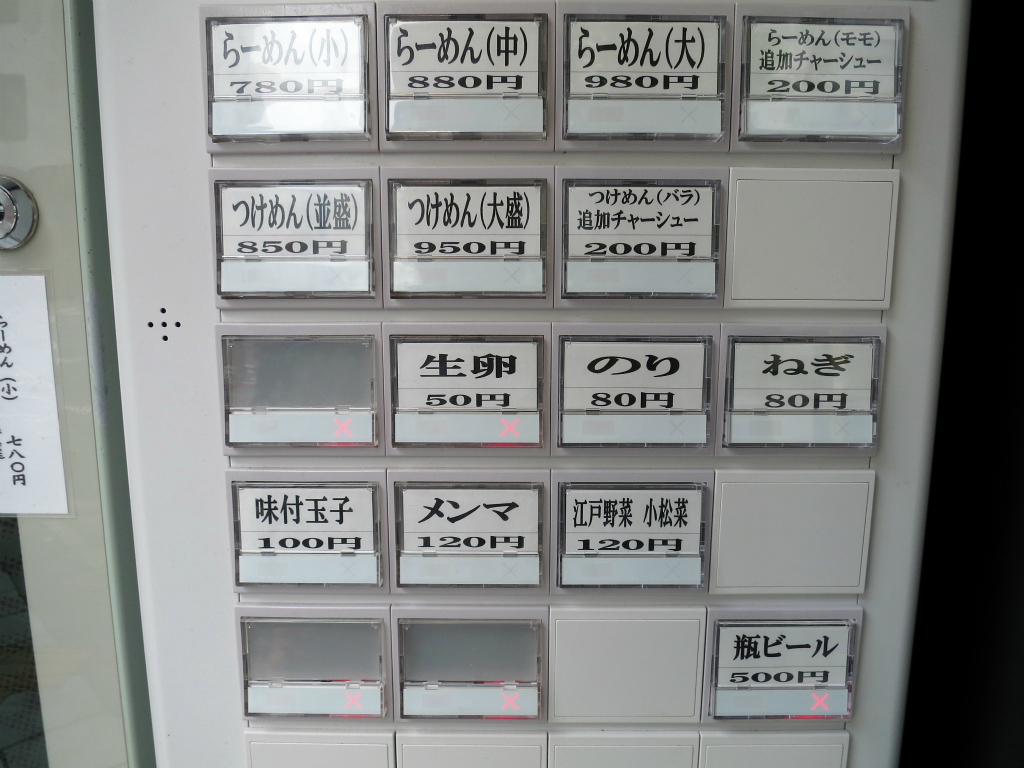 らーめん(小)
780円
らーめん(中)
880円
らーめん(大)
980円
らーめん(モモ)
追加チャーシュー
200円
つけめん(並盛)
850円
つけめん(大盛)
950円
つけめん(バラ)
追加チャーシュー
200円
生卵
50円
のり
80円
ねぎ
80円
味付玉子
100円
メンマ
120円
江戸野菜 小松菜
120円
瓶ビール
500円
らーめん(小) 七八〇円